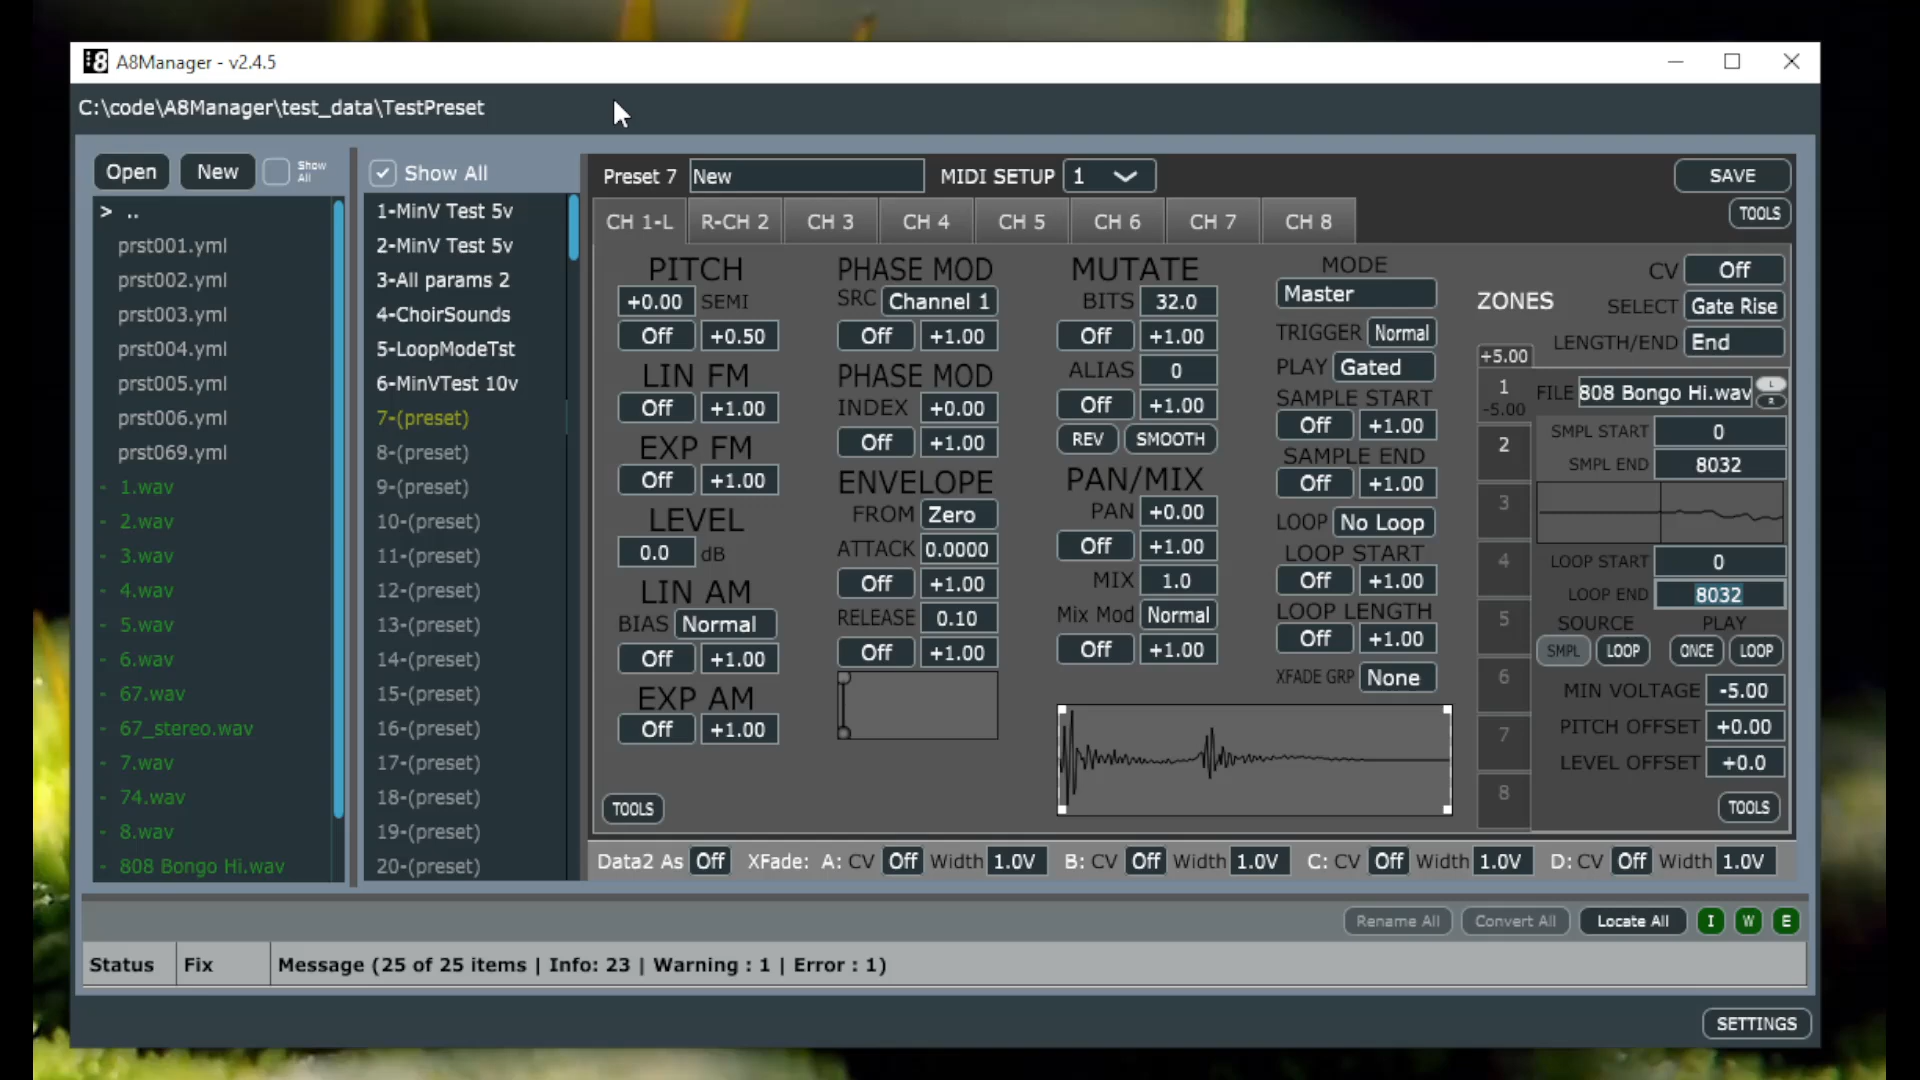 A8Manager - v2.4.5
C:\code\A8Manager\test_data\TestPreset
Open New Show All
> ..
prst001.yml
prst002.yml
prst003.yml
prst004.yml
prst005.yml
prst006.yml
prst069.yml
- 1.wav
- 2.wav
- 3.wav
- 4.wav
- 5.wav
- 6.wav
- 67.wav
- 67_stereo.wav
- 7.wav
- 74.wav
- 8.wav
- 808 Bongo Hi.wav
Show All
1-MinV Test 5v
2-MinV Test 5v
3-All params 2
4-ChoirSounds
5-LoopModeTst
6-MinVTest 10v
7-(preset)
8-(preset)
9-(preset)
10-(preset)
11-(preset)
12-(preset)
13-(preset)
14-(preset)
15-(preset)
16-(preset)
17-(preset)
18-(preset)
19-(preset)
20-(preset)
Preset 7 New MIDI SETUP 1 SAVE
TOOLS
CH 1-L R-CH 2 CH 3 CH 4 CH 5 CH 6 CH 7 CH 8
PITCH
+0.00 SEMI
Off +0.50
LIN FM
Off +1.00
EXP FM
Off +1.00
LEVEL
0.0 dB
LIN AM
BIAS Normal
Off +1.00
EXP AM
Off +1.00
TOOLS
PHASE MOD
SRC Channel 1
Off +1.00
PHASE MOD
INDEX +0.00
Off +1.00
ENVELOPE
FROM Zero
ATTACK 0.0000
Off +1.00
RELEASE 0.10
Off +1.00
MUTATE
BITS 32.0
Off +1.00
ALIAS 0
Off +1.00
REV SMOOTH
PAN/MIX
PAN +0.00
Off +1.00
MIX 1.0
Mix Mod Normal
Off +1.00
MODE
Master
TRIGGER Normal
PLAY Gated
SAMPLE START
Off +1.00
SAMPLE END
Off +1.00
LOOP No Loop
LOOP START
Off +1.00
LOOP LENGTH
Off +1.00
XFADE GRP None
ZONES
CV Off
SELECT Gate Rise
LENGTH/END End
+5.00
1
-5.00
2
3
4
5
6
7
8
FILE 808 Bongo Hi.wav L R
SMPL START 0
SMPL END 8032
LOOP START 0
LOOP END 8032
SOURCE PLAY
SMPL LOOP ONCE LOOP
MIN VOLTAGE -5.00
PITCH OFFSET +0.00
LEVEL OFFSET +0.0
TOOLS
Data2 As Off XFade: A: CV Off Width 1.0V B: CV Off Width 1.0V C: CV Off Width 1.0V D: CV Off Width 1.0V
Rename All Convert All Locate All I W E
Status Fix Message (25 of 25 items | Info: 23 | Warning : 1 | Error : 1)
SETTINGS